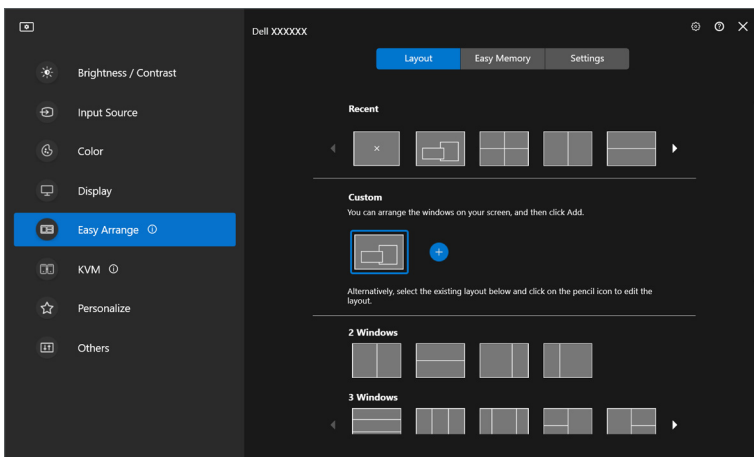 Dell XXXXXX
Brightness / Contrast
Input Source
Color
Display
Easy Arrange
KVM
Personalize
Others
Layout
Easy Memory
Settings
Recent
Custom
You can arrange the windows on your screen, and then click Add.
Alternatively, select the existing layout below and click on the pencil icon to edit the
layout.
2 Windows
3 Windows